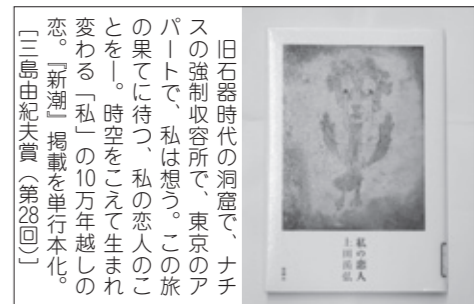 旧石器時代の洞窟で、ナチ
スの強制収容所で、東京のア
パートで、私は想う。この旅
の果てに待つ、私の恋人のこ
とを―。時空をこえて生まれ
変わる「私」の10万年越しの
恋。『新潮』掲載を単行本化。
［三島由紀夫賞（第28回）］
私の恋人
上田岳弘